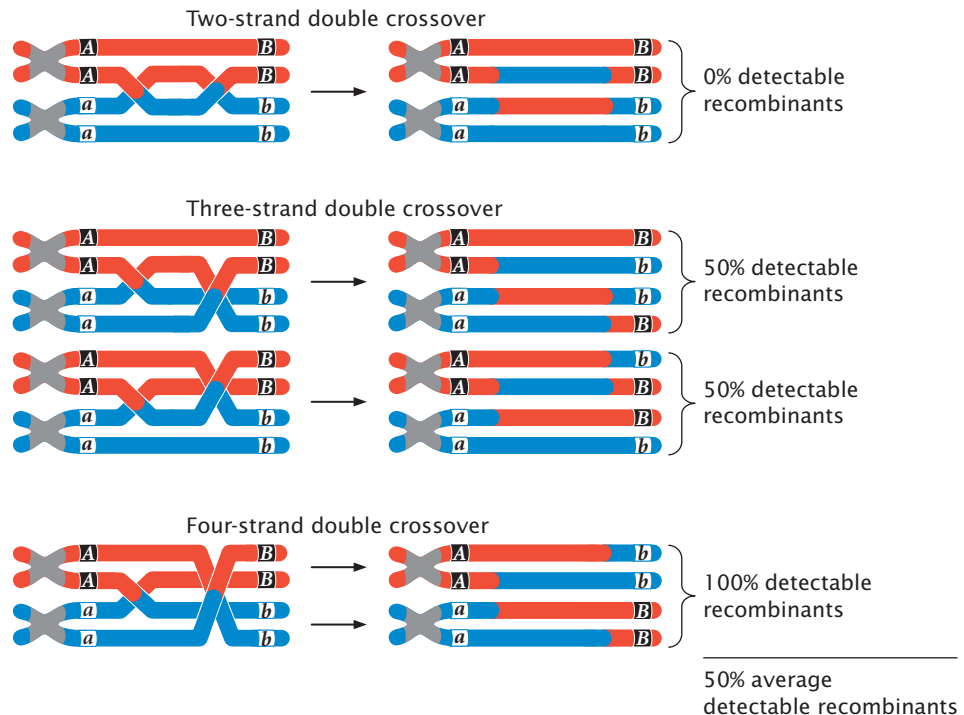 Two-strand double crossover
A B A B
A B A B
a b a b
a b a b
0% detectable
recombinants
Three-strand double crossover
A B A B
A B A b
a b a b
a b a B
50% detectable
recombinants
A B A b
A B A B
a b a B
a b a b
50% detectable
recombinants
Four-strand double crossover
A B A b
A B A b
a b a B
a b a B
100% detectable
recombinants
50% average
detectable recombinants